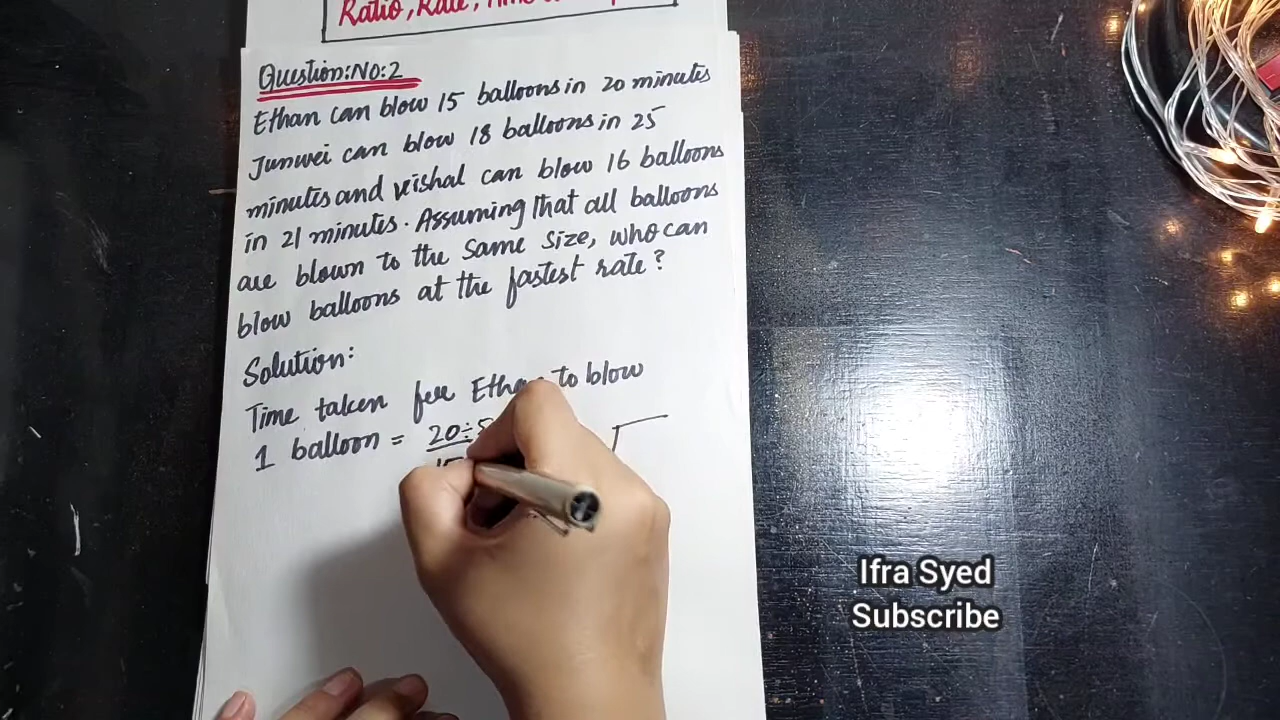 Ratio, Rate, Time
Question:No:2
Ethan can blow 15 balloons in 20 minutes
Junwei can blow 18 balloons in 25
minutes and vishal can blow 16 balloons
in 21 minutes. Assuming that all balloons
are blown to the same size, who can
blow balloons at the fastest rate?
Solution:
Time taken for Ethan to blow
1 balloon = 20÷5
15
Ifra Syed
Subscribe